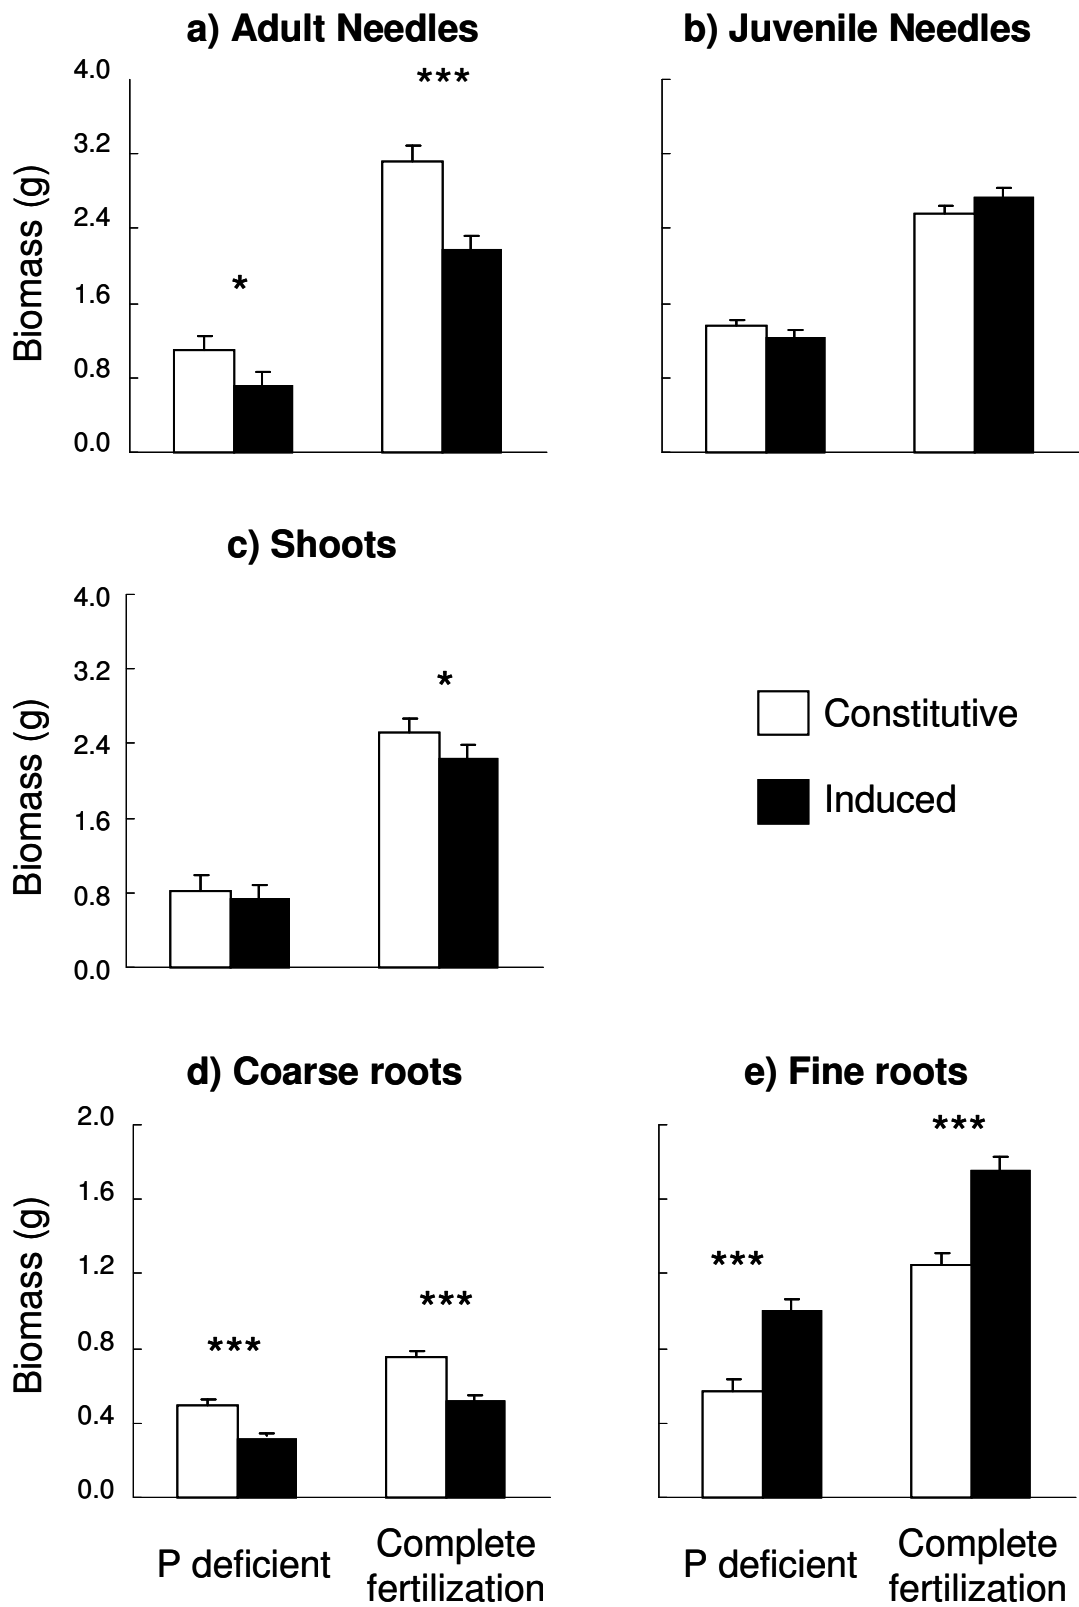 a) Adult Needles
b) Juvenile Needles
4.0
***
3.2
2.4
*
1.6
0.8
0.0
Biomass (g)
c) Shoots
4.0
3.2
*
2.4
1.6
0.8
0.0
Biomass (g)
Constitutive
Induced
d) Coarse roots
e) Fine roots
2.0
***
1.6
1.2
***
***
0.8
***
0.4
0.0
Biomass (g)
P deficient
Complete
fertilization
P deficient
Complete
fertilization